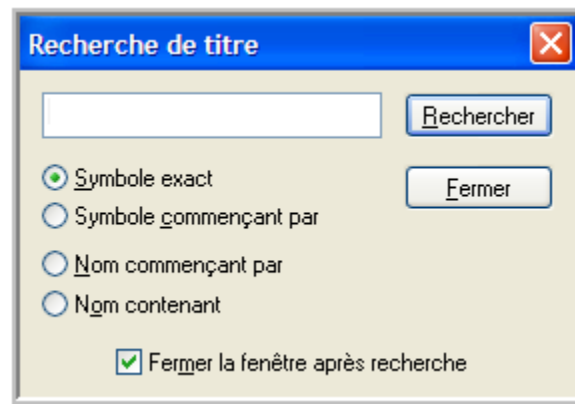 Recherche de titre
Rechercher
Symbole exact
Fermer
Symbole commençant par
Nom commençant par
Nom contenant
Fermer la fenêtre après recherche